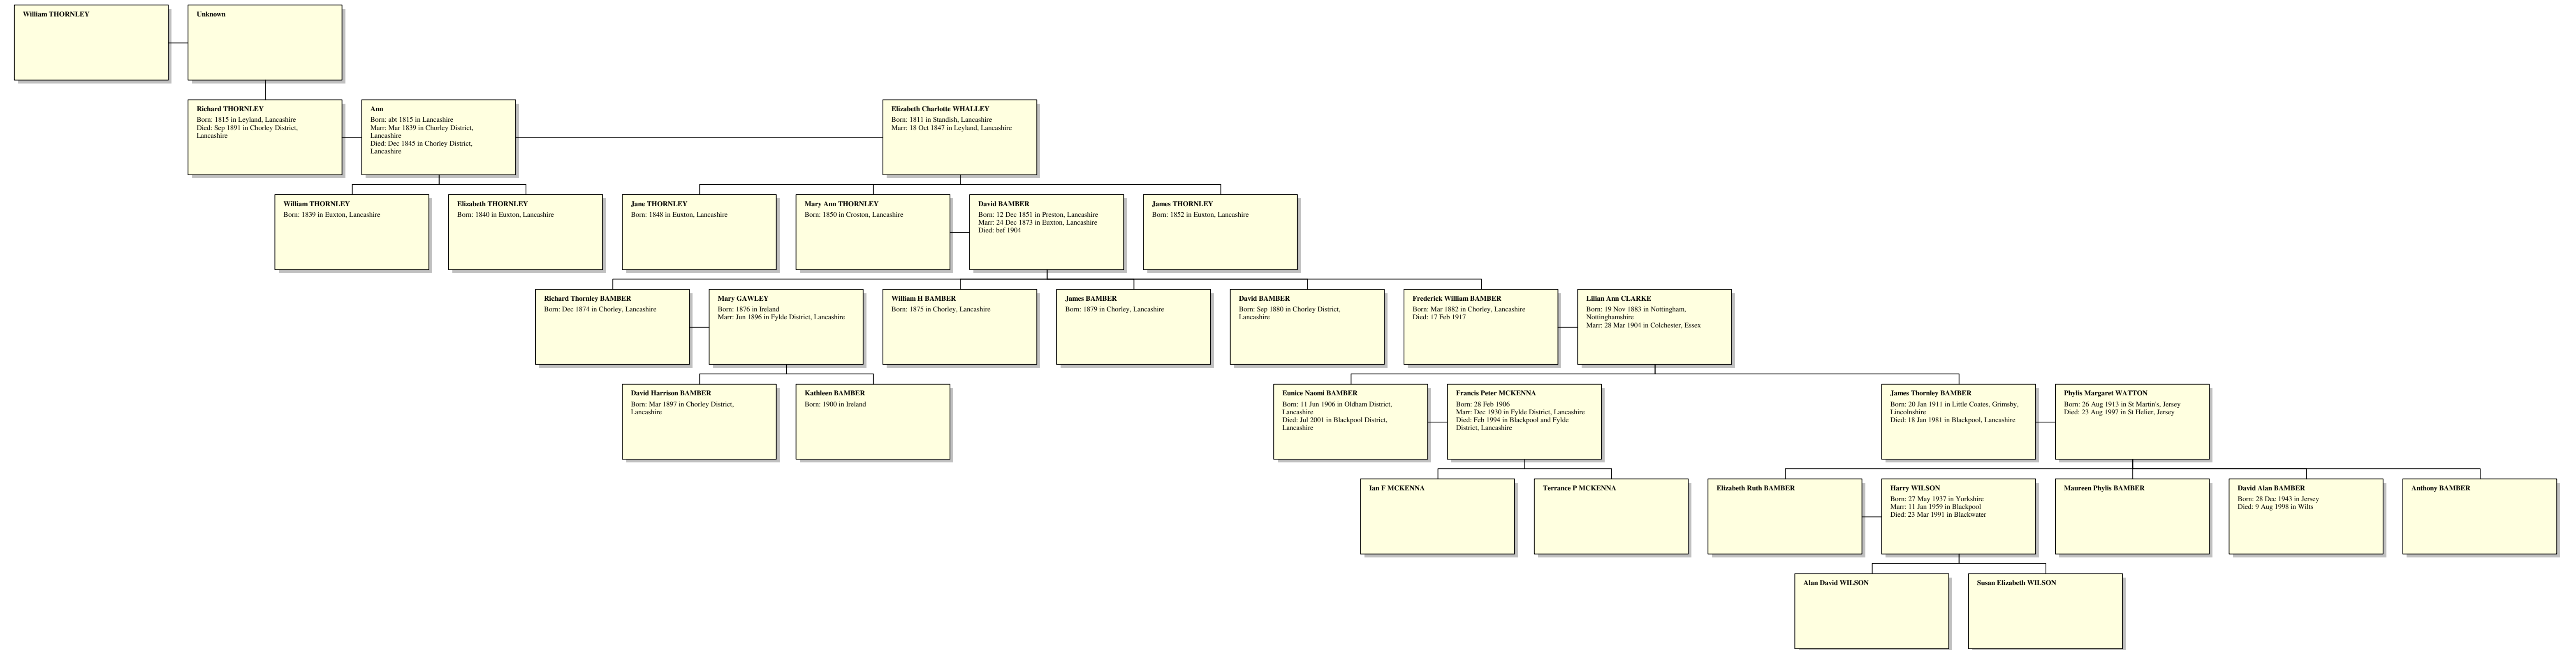 William THORNLEY
Unknown
Richard THORNLEY
Born: 1815 in Leyland, Lancashire
Died: Sep 1891 in Chorley District,
Lancashire
Ann
Born: abt 1815 in Lancashire
Marr: Mar 1839 in Chorley District,
Lancashire
Died: Dec 1845 in Chorley District,
Lancashire
Elizabeth Charlotte WHALLEY
Born: 1811 in Standish, Lancashire
Marr: 18 Oct 1847 in Leyland, Lancashire
William THORNLEY
Born: 1839 in Euxton, Lancashire
Elizabeth THORNLEY
Born: 1840 in Euxton, Lancashire
Jane THORNLEY
Born: 1848 in Euxton, Lancashire
Mary Ann THORNLEY
Born: 1850 in Croston, Lancashire
David BAMBER
Born: 12 Dec 1851 in Preston, Lancashire
Marr: 24 Dec 1873 in Euxton, Lancashire
Died: bef 1904
James THORNLEY
Born: 1852 in Euxton, Lancashire
Richard Thornley BAMBER
Born: Dec 1874 in Chorley, Lancashire
Mary GAWLEY
Born: 1876 in Ireland
Marr: Jun 1896 in Fylde District, Lancashire
William H BAMBER
Born: 1875 in Chorley, Lancashire
James BAMBER
Born: 1879 in Chorley, Lancashire
David BAMBER
Born: Sep 1880 in Chorley District,
Lancashire
Frederick William BAMBER
Born: Mar 1882 in Chorley, Lancashire
Died: 17 Feb 1917
Lilian Ann CLARKE
Born: 19 Nov 1883 in Nottingham,
Nottinghamshire
Marr: 28 Mar 1904 in Colchester, Essex
David Harrison BAMBER
Born: Mar 1897 in Chorley District,
Lancashire
Kathleen BAMBER
Born: 1900 in Ireland
Eunice Naomi BAMBER
Born: 11 Jun 1906 in Oldham District,
Lancashire
Died: Jul 2001 in Blackpool District,
Lancashire
Francis Peter MCKENNA
Born: 28 Feb 1906
Marr: Dec 1930 in Fylde District, Lancashire
Died: Feb 1994 in Blackpool and Fylde
District, Lancashire
James Thornley BAMBER
Born: 20 Jan 1911 in Little Coates, Grimsby,
Lincolnshire
Died: 18 Jan 1981 in Blackpool, Lancashire
Phylis Margaret WATTON
Born: 26 Aug 1913 in St Martin's, Jersey
Died: 23 Aug 1997 in St Helier, Jersey
Ian F MCKENNA
Terrance P MCKENNA
Elizabeth Ruth BAMBER
Harry WILSON
Born: 27 May 1937 in Yorkshire
Marr: 11 Jan 1959 in Blackpool
Died: 23 Mar 1991 in Blackwater
Maureen Phylis BAMBER
David Alan BAMBER
Born: 28 Dec 1943 in Jersey
Died: 9 Aug 1998 in Wilts
Anthony BAMBER
Alan David WILSON
Susan Elizabeth WILSON